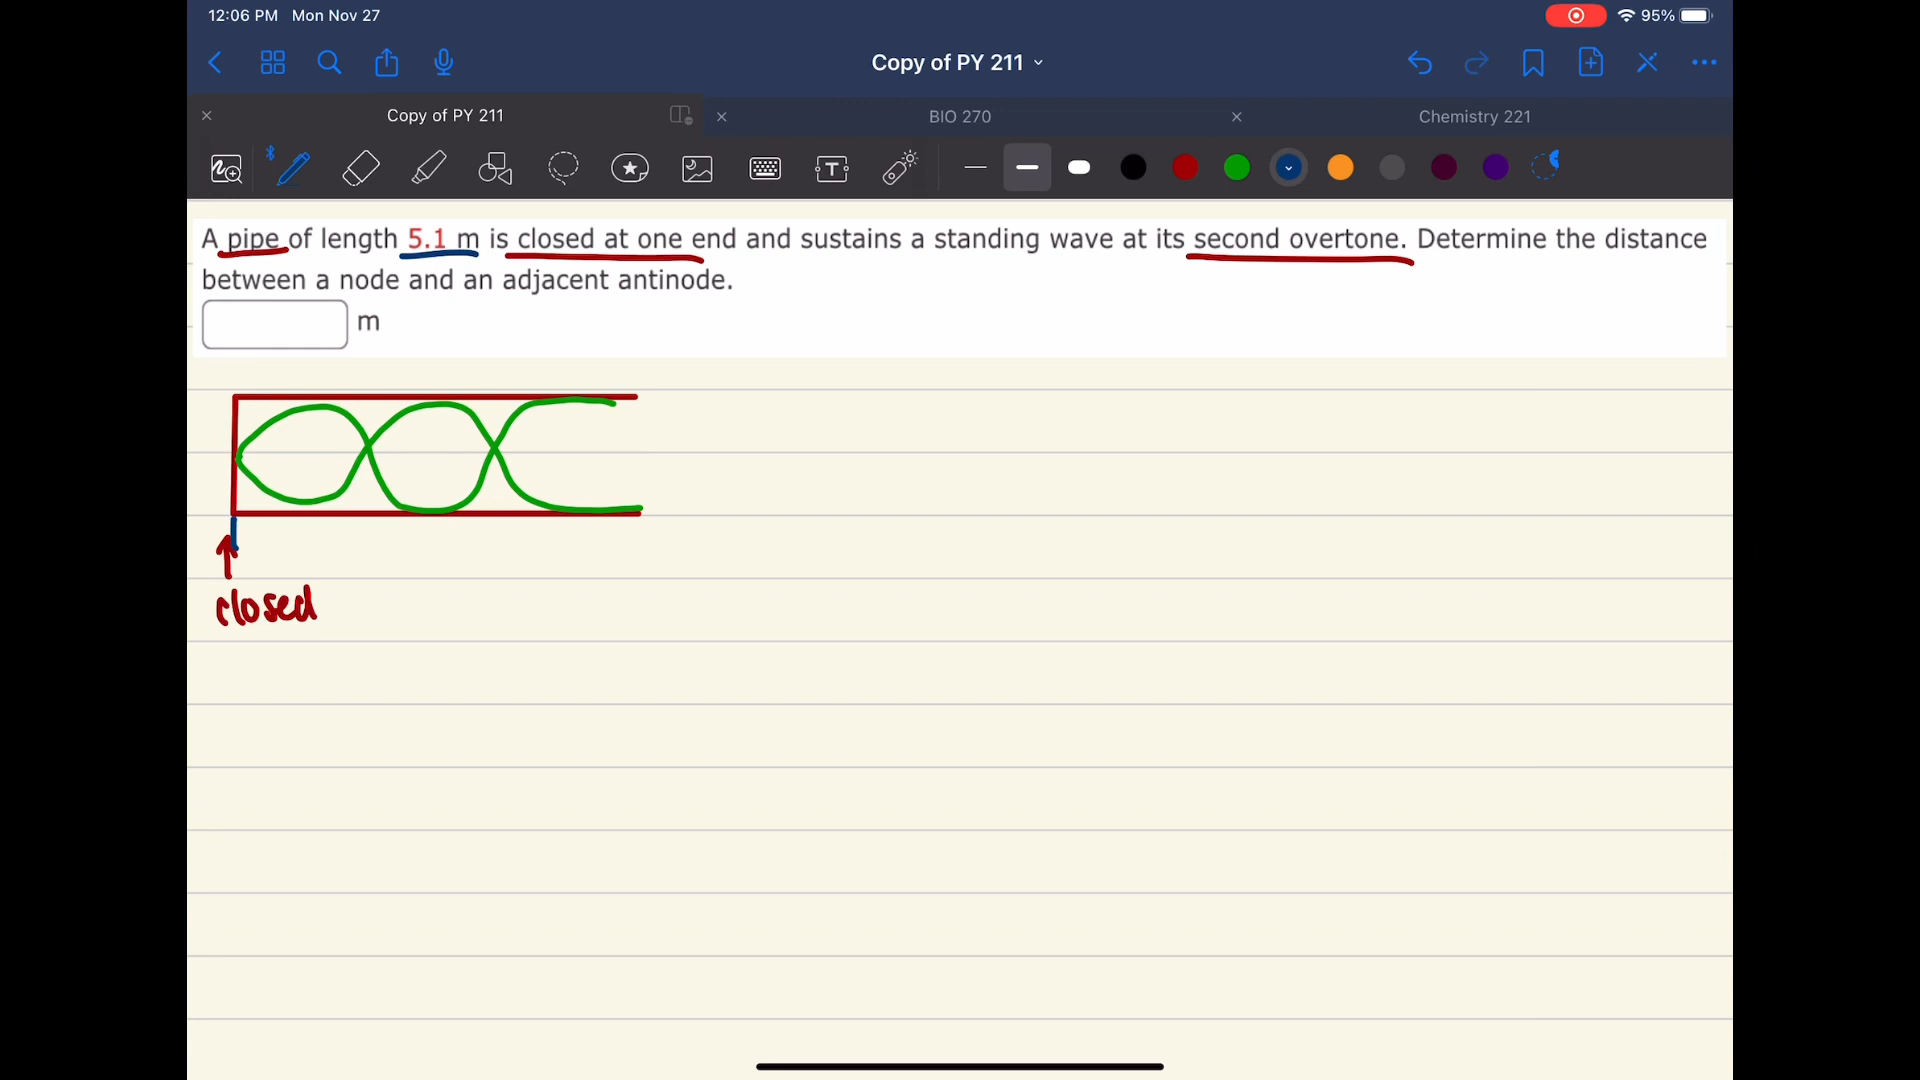 12:06 PM Mon Nov 27
95%
Copy of PY 211
Copy of PY 211
BIO 270
Chemistry 221
T
A pipe of length 5.1 m is closed at one end and sustains a standing wave at its second overtone. Determine the distance
between a node and an adjacent antinode.
m
closed